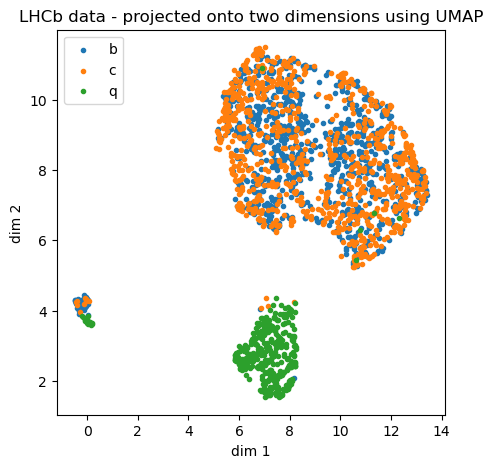 LHCb data - projected onto two dimensions using UMAP
b
c
q
10
8
6
4
2
dim 2
0 2 4 6 8 10 12 14
dim 1